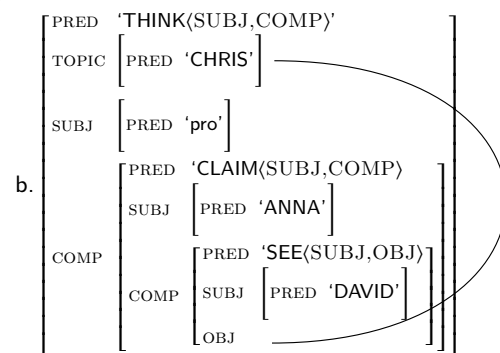 PRED ‘THINK⟨SUBJ,COMP⟩’
TOPIC [PRED ‘CHRIS’]
SUBJ [PRED ‘pro’]
PRED ‘CLAIM⟨SUBJ,COMP⟩
b.
SUBJ [PRED ‘ANNA’]
PRED ‘SEE⟨SUBJ,OBJ⟩
COMP
COMP SUBJ [PRED ‘DAVID’]
OBJ